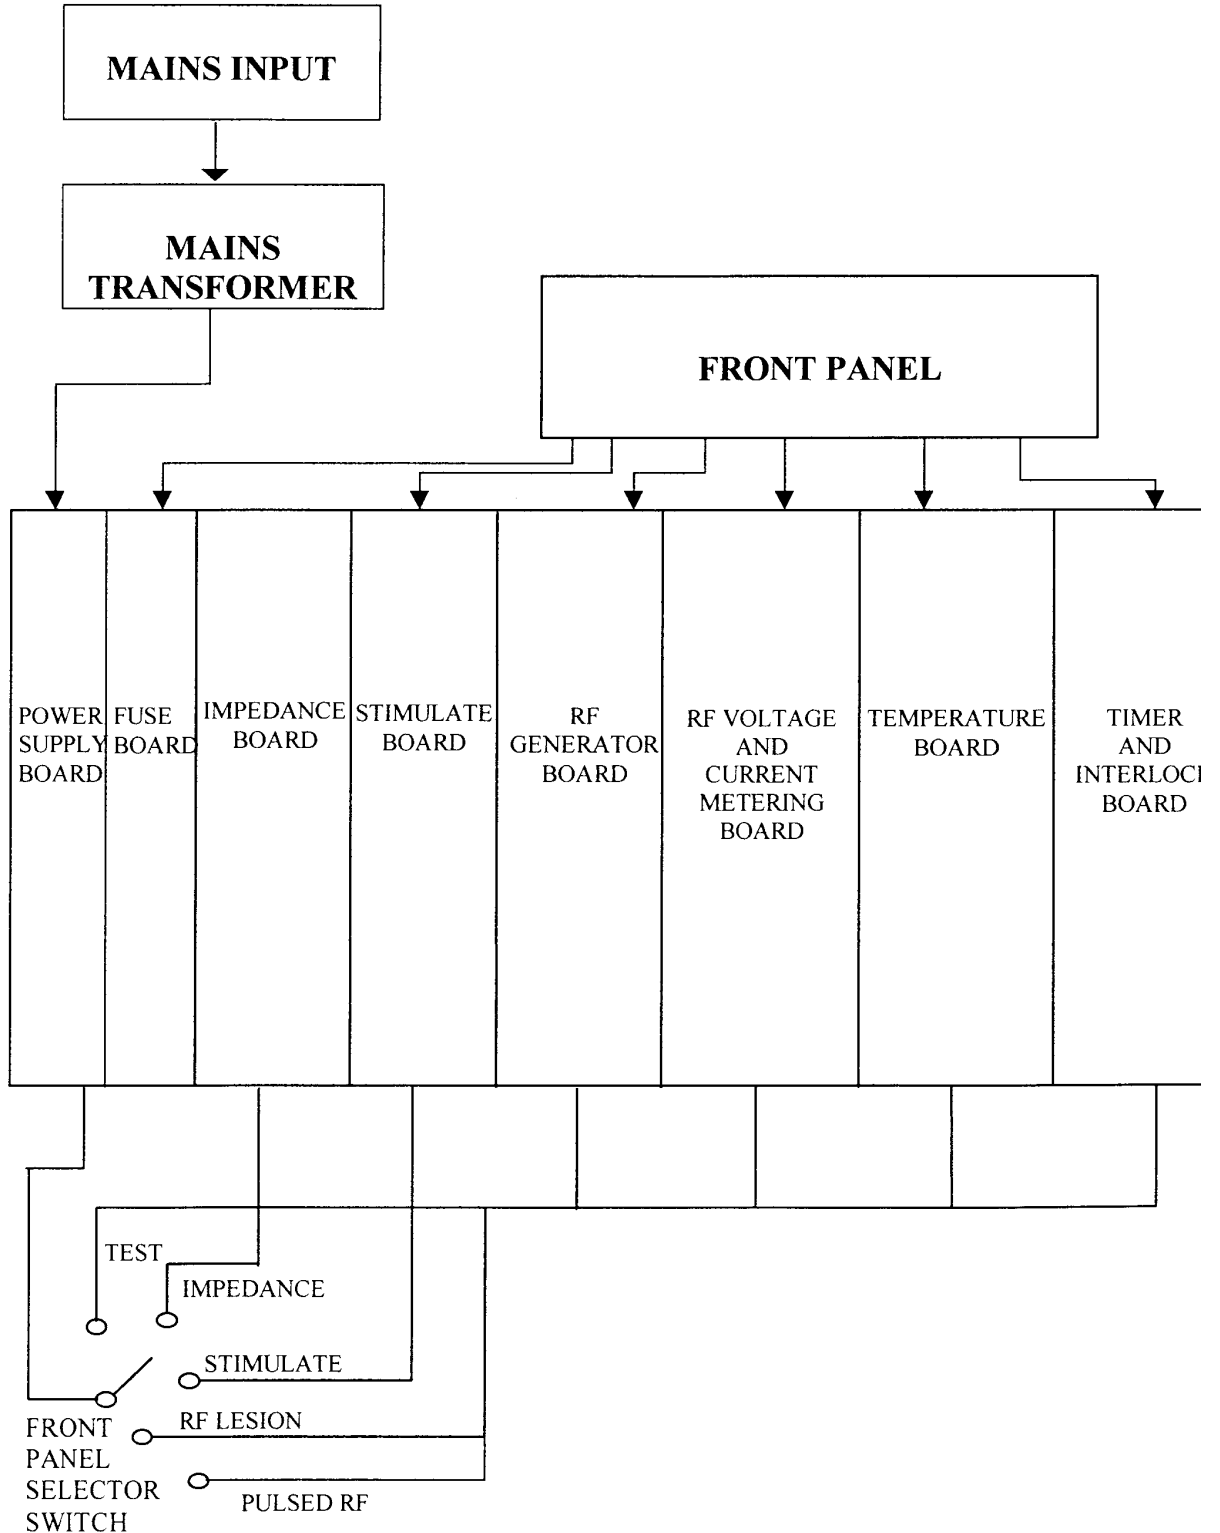 MAINS INPUT
MAINS
TRANSFORMER
FRONT PANEL
POWER
SUPPLY
BOARD
FUSE
BOARD
IMPEDANCE
BOARD
STIMULATE
BOARD
RF
GENERATOR
BOARD
RF VOLTAGE
AND
CURRENT
METERING
BOARD
TEMPERATURE
BOARD
TIMER
AND
INTERLOC
BOARD
TEST
IMPEDANCE
STIMULATE
RF LESION
PULSED RF
FRONT
PANEL
SELECTOR
SWITCH